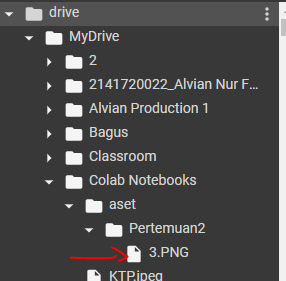 drive
MyDrive
2
2141720022_Alvian Nur F...
Alvian Production 1
Bagus
Classroom
Colab Notebooks
aset
Pertemuan2
3.PNG
KTP.jpeg